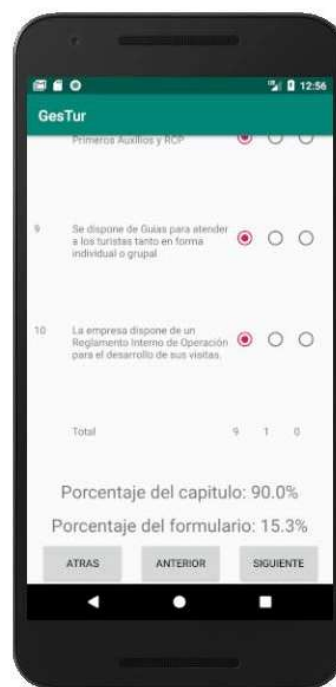 12:56
GesTur
Primeros Auxilios y RCP
9 Se dispone de Guías para atender
a los turistas tanto en forma
individual o grupal
10 La empresa dispone de un
Reglamento Interno de Operación
para el desarrollo de sus visitas.
Total 9 1 0
Porcentaje del capitulo: 90.0%
Porcentaje del formulario: 15.3%
ATRAS ANTERIOR SIGUIENTE